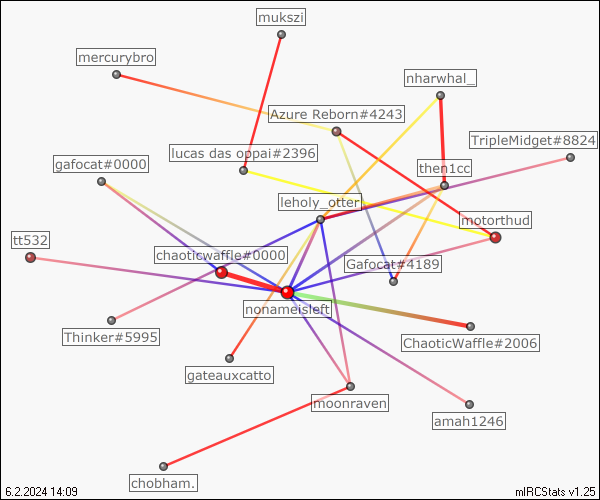 mukszi
mercurybro
nharwhal_
Azure Reborn#4243
TripleMidget#8824
lucas das oppai#2396
gafocat#0000
then1cc
leholy_otter
motorthud
tt532
chaoticwaffle#0000
Gafocat#4189
nonameisleft
Thinker#5995
ChaoticWaffle#2006
gateauxcatto
moonraven
amah1246
chobham.
6.2.2024 14:09
mIRCStats v1.25